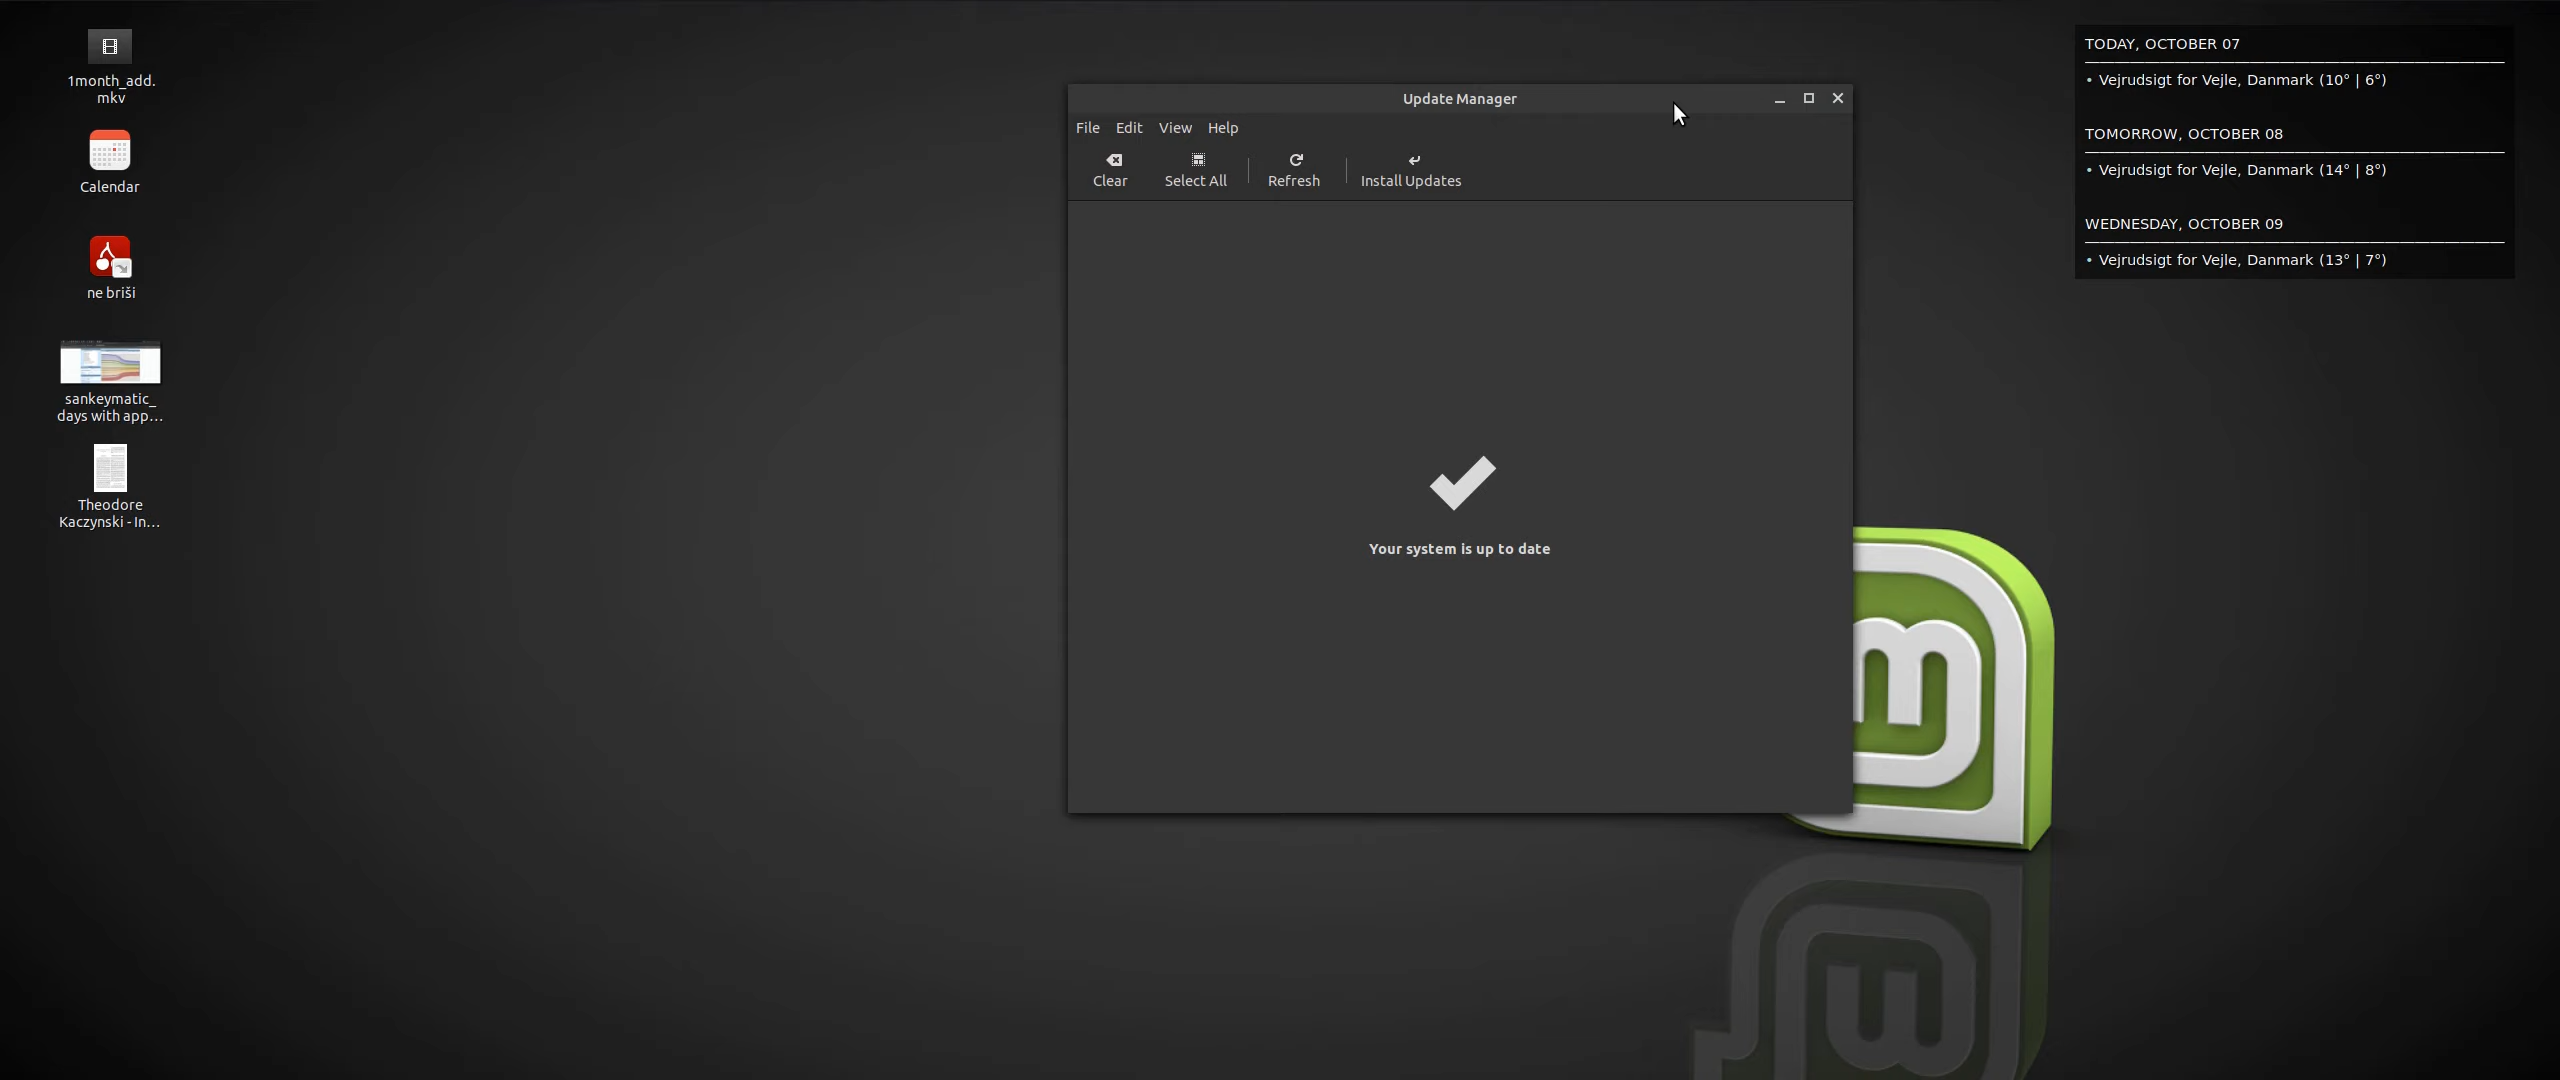 1month_add.
mkv
Calendar
ne briši
sankeymatic_
days with app...
Theodore
Kaczynski - In...
Update Manager
File Edit View Help
Clear Select All Refresh Install Updates
Your system is up to date
TODAY, OCTOBER 07
• Vejrudsigt for Vejle, Danmark (10° | 6°)
TOMORROW, OCTOBER 08
• Vejrudsigt for Vejle, Danmark (14° | 8°)
WEDNESDAY, OCTOBER 09
• Vejrudsigt for Vejle, Danmark (13° | 7°)